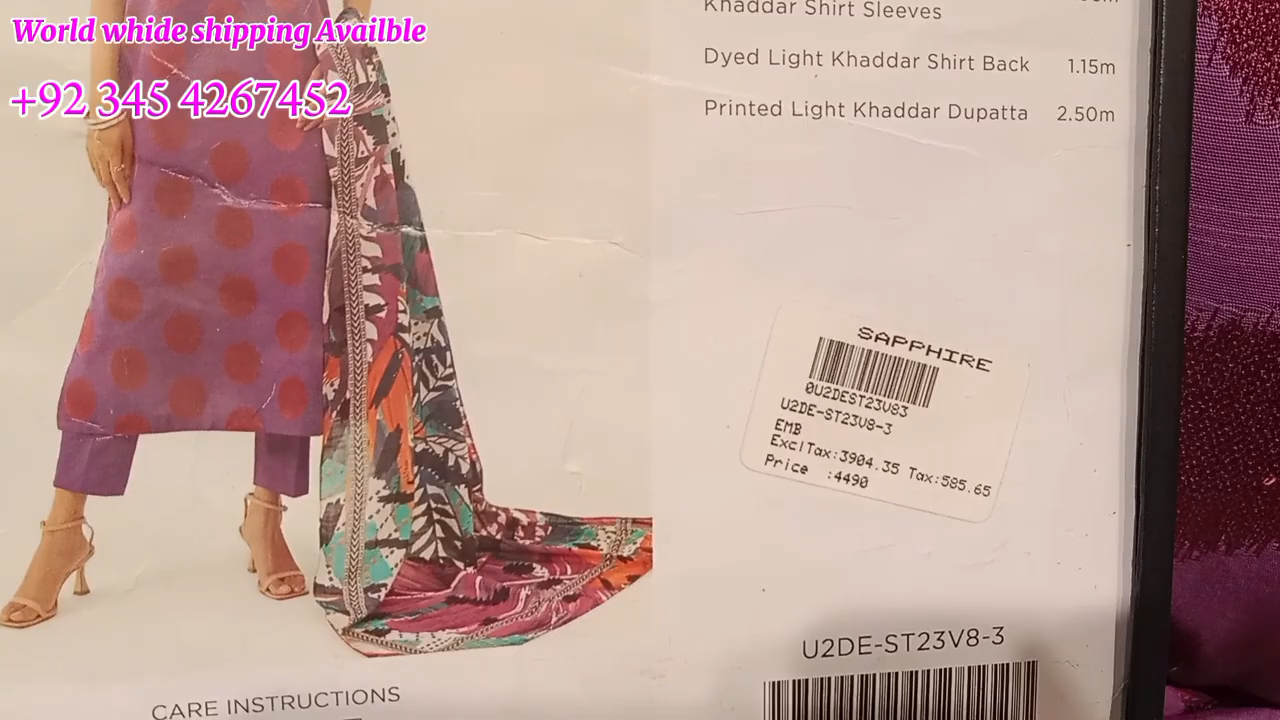 World whide shipping Availble
+92 345 4267452
Khaddar Shirt Sleeves
Dyed Light Khaddar Shirt Back 1.15m
Printed Light Khaddar Dupatta 2.50m
SAPPHIRE
0U2DEST23V83
U2DE-ST23V8-3
EMB
ExclTax:3904.35 Tax:585.65
Price :4490
U2DE-ST23V8-3
CARE INSTRUCTIONS